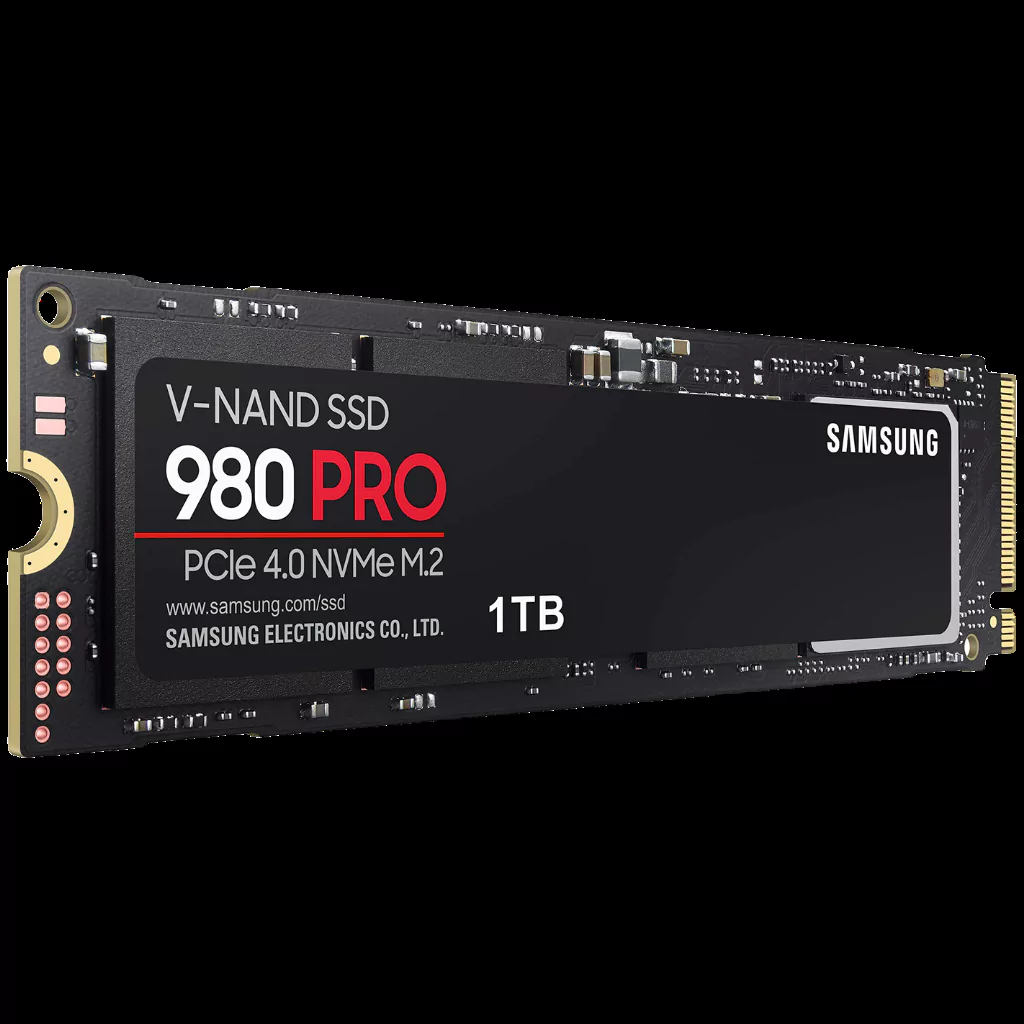 V-NAND SSD
980 PRO
PCIe 4.0 NVMe M.2
www.samsung.com/ssd
SAMSUNG ELECTRONICS CO., LTD.
1TB
SAMSUNG